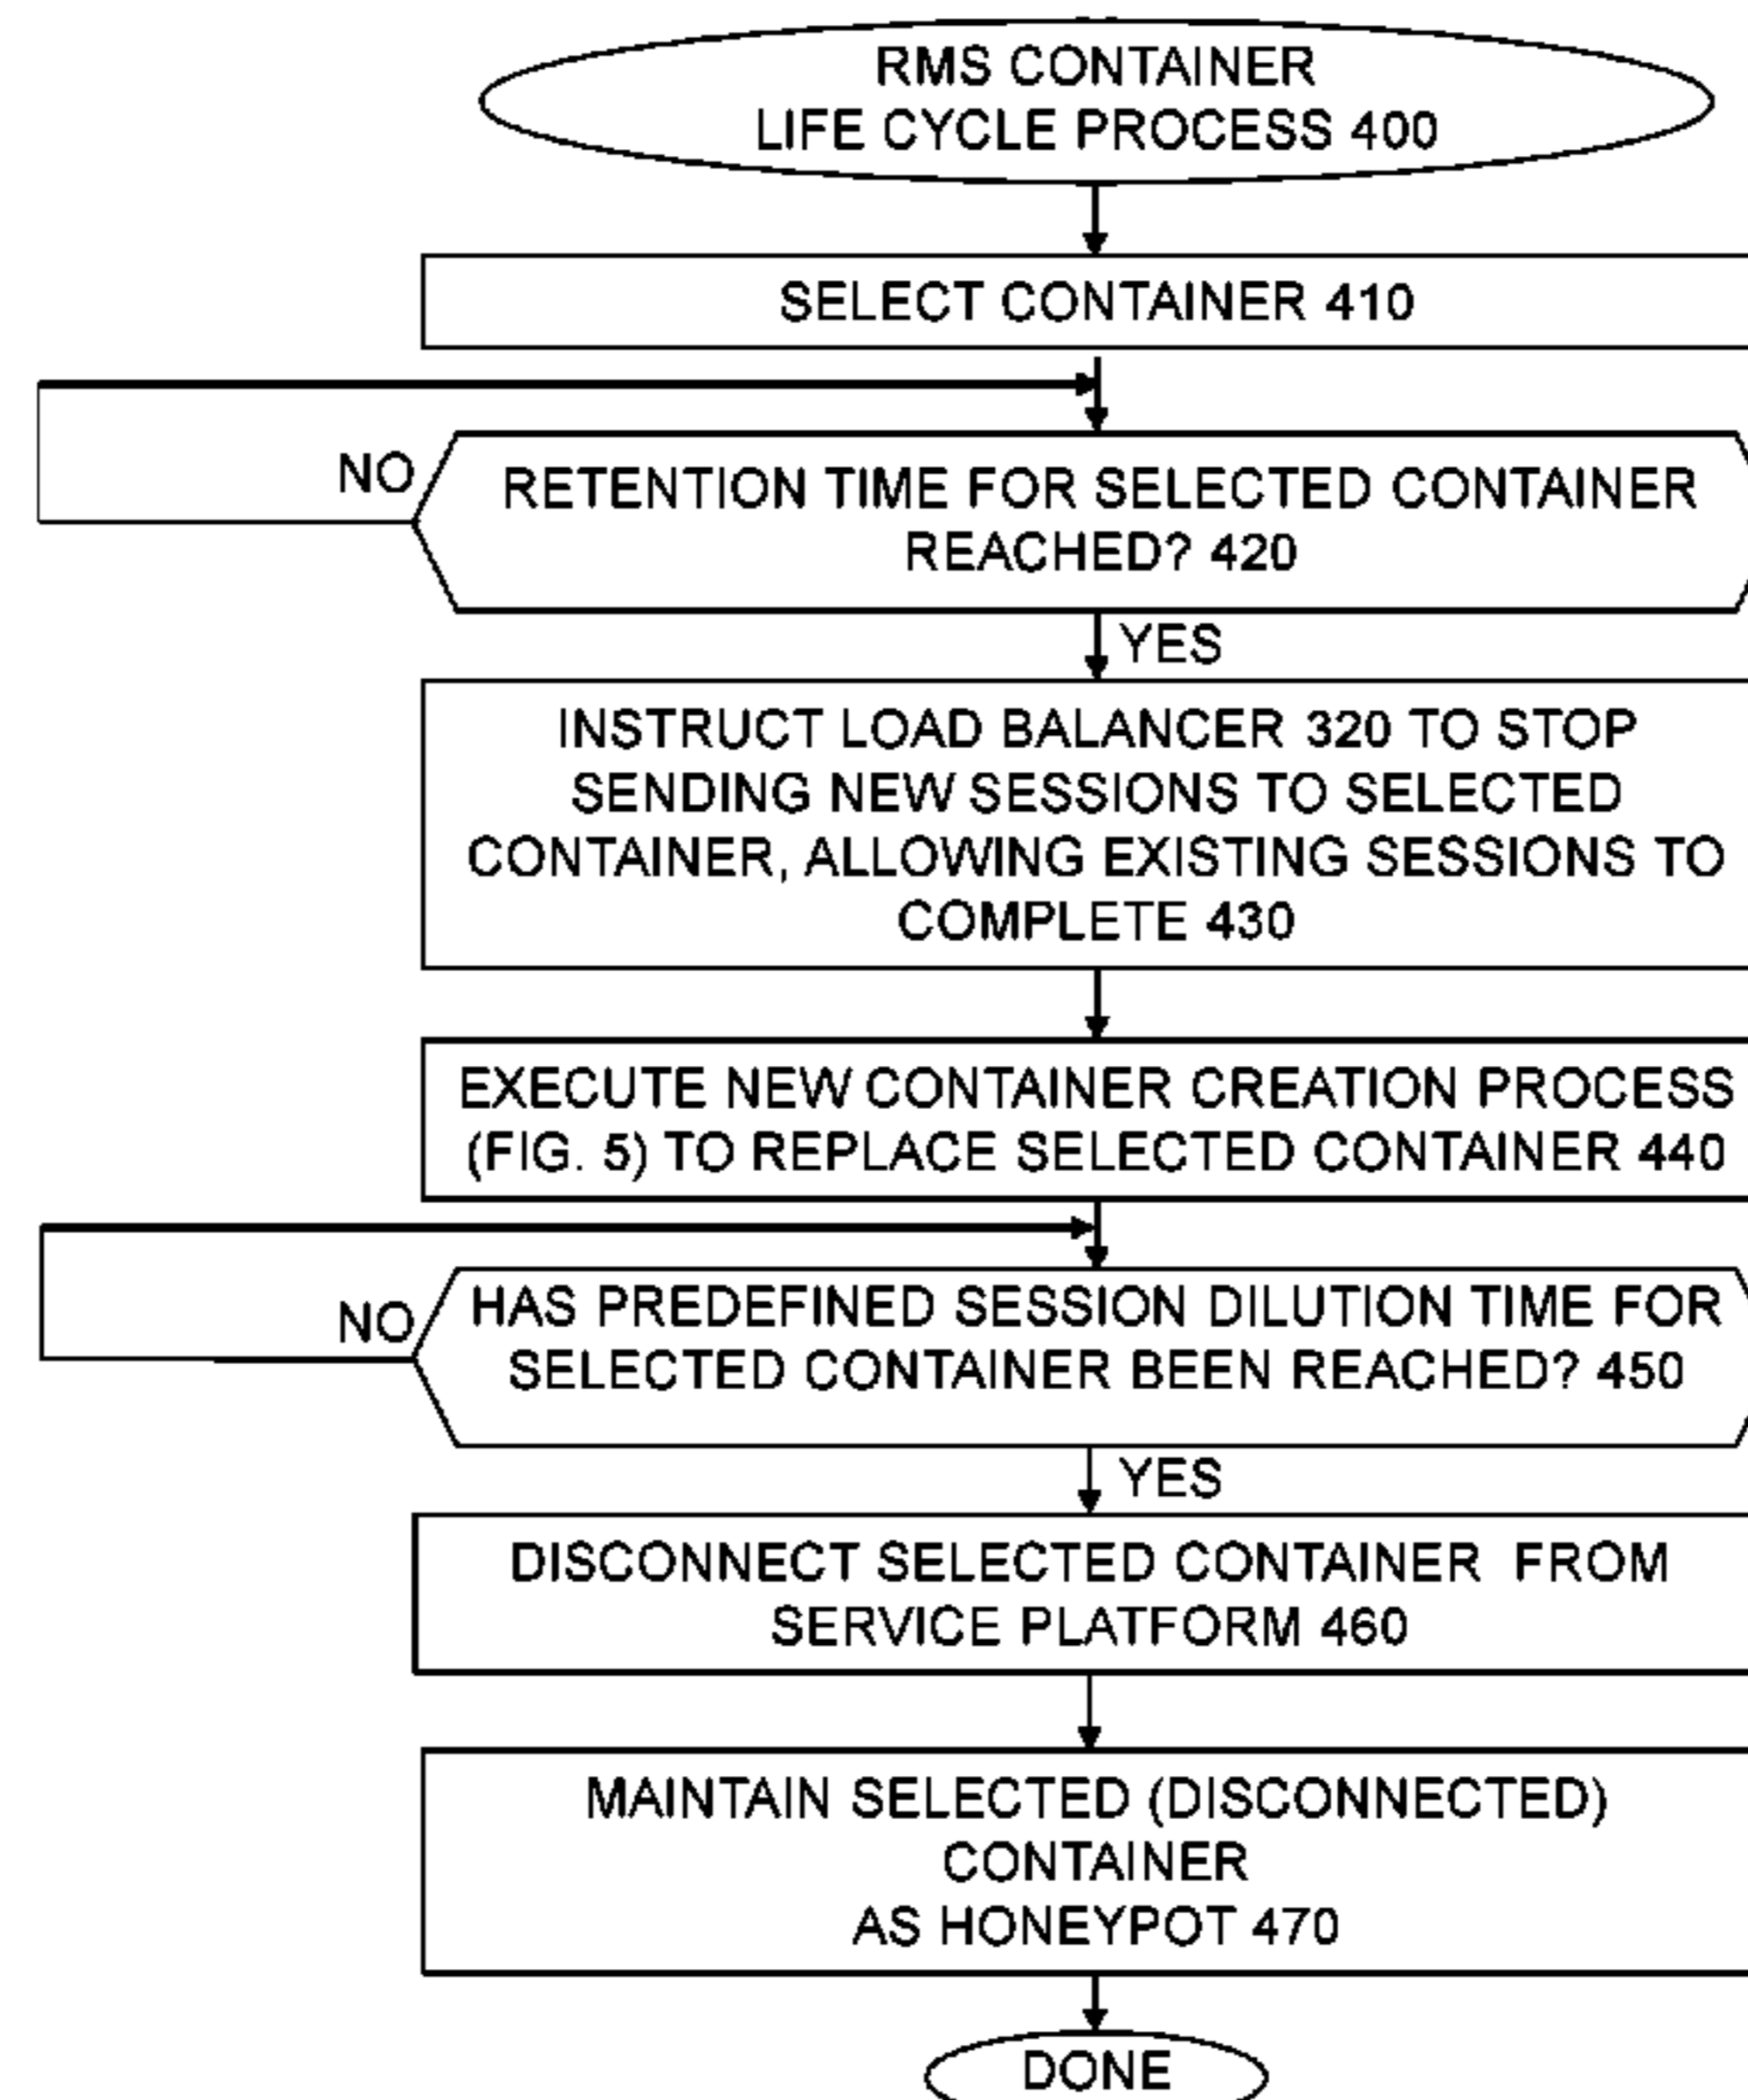 RMS CONTAINER
LIFE CYCLE PROCESS 400
SELECT CONTAINER 410
NO
RETENTION TIME FOR SELECTED CONTAINER
REACHED? 420
YES
INSTRUCT LOAD BALANCER 320 TO STOP
SENDING NEW SESSIONS TO SELECTED
CONTAINER, ALLOWING EXISTING SESSIONS TO
COMPLETE 430
EXECUTE NEW CONTAINER CREATION PROCESS
(FIG. 5) TO REPLACE SELECTED CONTAINER 440
NO
HAS PREDEFINED SESSION DILUTION TIME FOR
SELECTED CONTAINER BEEN REACHED? 450
YES
DISCONNECT SELECTED CONTAINER FROM
SERVICE PLATFORM 460
MAINTAIN SELECTED (DISCONNECTED)
CONTAINER
AS HONEYPOT 470
DONE